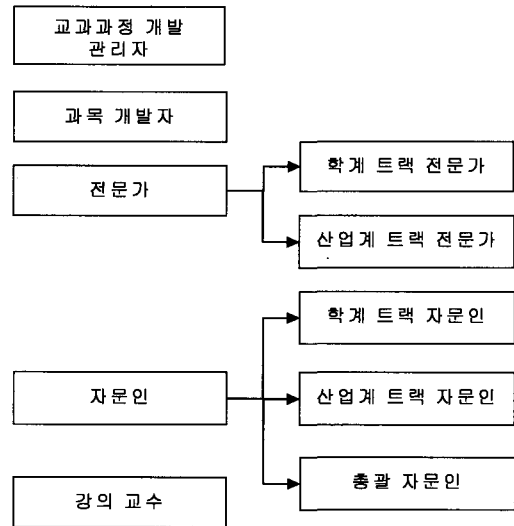 교과과정 개발
관리자
과목 개발자
전문가
학계 트랙 전문가
산업계 트랙 전문가
학계 트랙 자문인
자문인
산업계 트랙 자문인
총괄 자문인
강의 교수